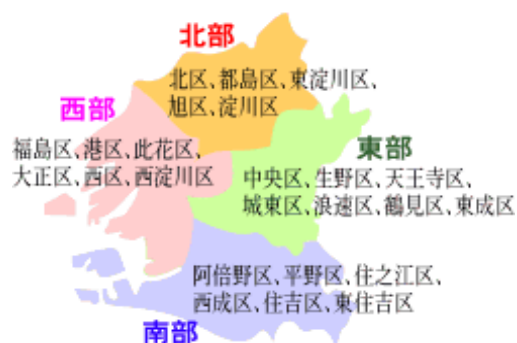 北部
北区、都島区、東淀川区、
旭区、淀川区
西部
福島区、港区、此花区、
大正区、西区、西淀川区
東部
中央区、生野区、天王寺区、
城東区、浪速区、鶴見区、東成区
阿倍野区、平野区、住之江区、
西成区、住吉区、東住吉区
南部